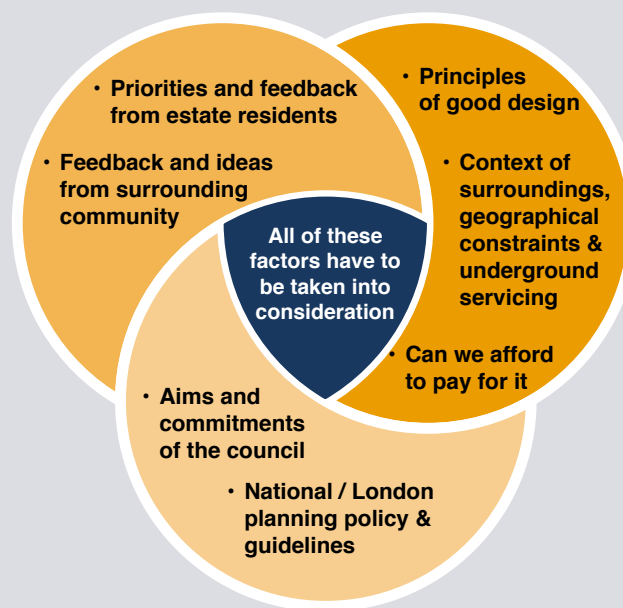 • Priorities and feedback
from estate residents
• Feedback and ideas
from surrounding
community
• Principles
of good design
• Context of
surroundings,
geographical
constraints &
underground
servicing
• Can we afford
to pay for it
All of these
factors have to
be taken into
consideration
• Aims and
commitments
of the council
• National / London
planning policy &
guidelines